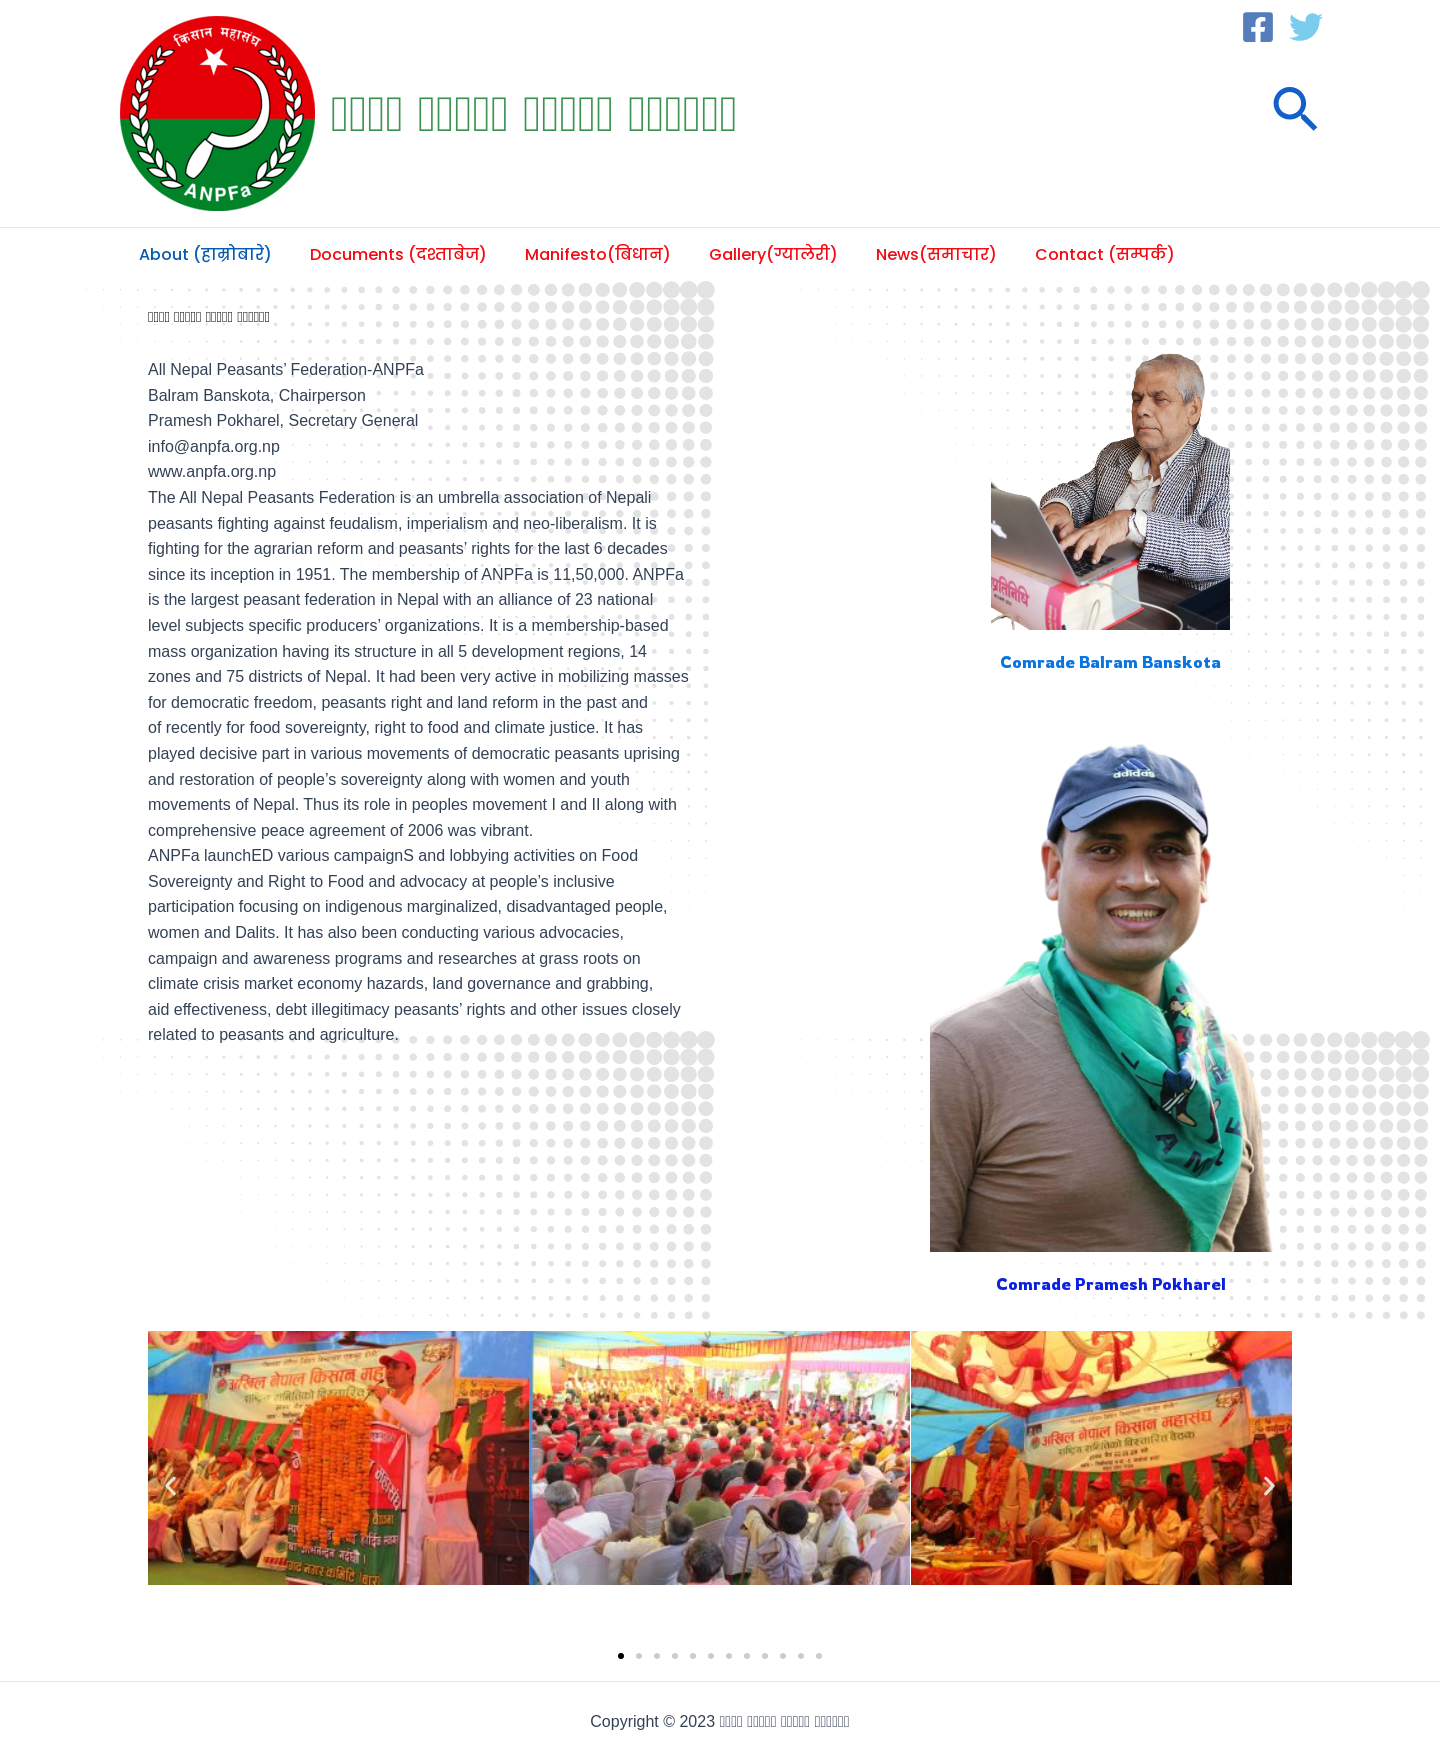 किसान महासंघ
ANPFa
About (हाम्रोबारे)
Documents (दश्ताबेज)
Manifesto(बिधान)
Gallery(ग्यालेरी)
News(समाचार)
Contact (सम्पर्क)
All Nepal Peasants’ Federation-ANPFa
Balram Banskota, Chairperson
Pramesh Pokharel, Secretary General
info@anpfa.org.np
www.anpfa.org.np
The All Nepal Peasants Federation is an umbrella association of Nepali
peasants fighting against feudalism, imperialism and neo-liberalism. It is
fighting for the agrarian reform and peasants’ rights for the last 6 decades
since its inception in 1951. The membership of ANPFa is 11,50,000. ANPFa
is the largest peasant federation in Nepal with an alliance of 23 national
level subjects specific producers’ organizations. It is a membership-based
mass organization having its structure in all 5 development regions, 14
zones and 75 districts of Nepal. It had been very active in mobilizing masses
for democratic freedom, peasants right and land reform in the past and
of recently for food sovereignty, right to food and climate justice. It has
played decisive part in various movements of democratic peasants uprising
and restoration of people’s sovereignty along with women and youth
movements of Nepal. Thus its role in peoples movement I and II along with
comprehensive peace agreement of 2006 was vibrant.
ANPFa launchED various campaignS and lobbying activities on Food
Sovereignty and Right to Food and advocacy at people’s inclusive
participation focusing on indigenous marginalized, disadvantaged people,
women and Dalits. It has also been conducting various advocacies,
campaign and awareness programs and researches at grass roots on
climate crisis market economy hazards, land governance and grabbing,
aid effectiveness, debt illegitimacy peasants’ rights and other issues closely
related to peasants and agriculture.
प्रतिनिधि
Comrade Balram Banskota
adidas
Comrade Pramesh Pokharel
अखिल नेपाल किसान
अखिल नेपाल किसान महासंघ
राष्ट्रिय समितिको विस्तारित बैठक
Copyright © 2023